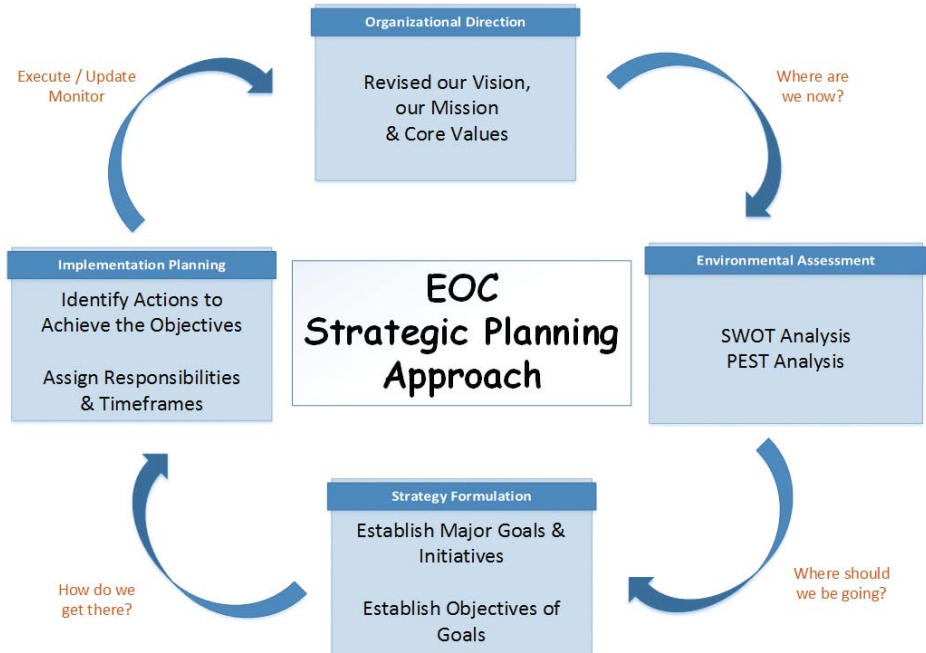 Organizational Direction
Revised our Vision,
our Mission
& Core Values
Where are
we now?
Environmental Assessment
SWOT Analysis
PEST Analysis
Where should
we be going?
Strategy Formulation
Establish Major Goals &
Initiatives
Establish Objectives of
Goals
How do we
get there?
Implementation Planning
Identify Actions to
Achieve the Objectives
Assign Responsibilities
& Timeframes
Execute / Update
Monitor
EOC
Strategic Planning
Approach